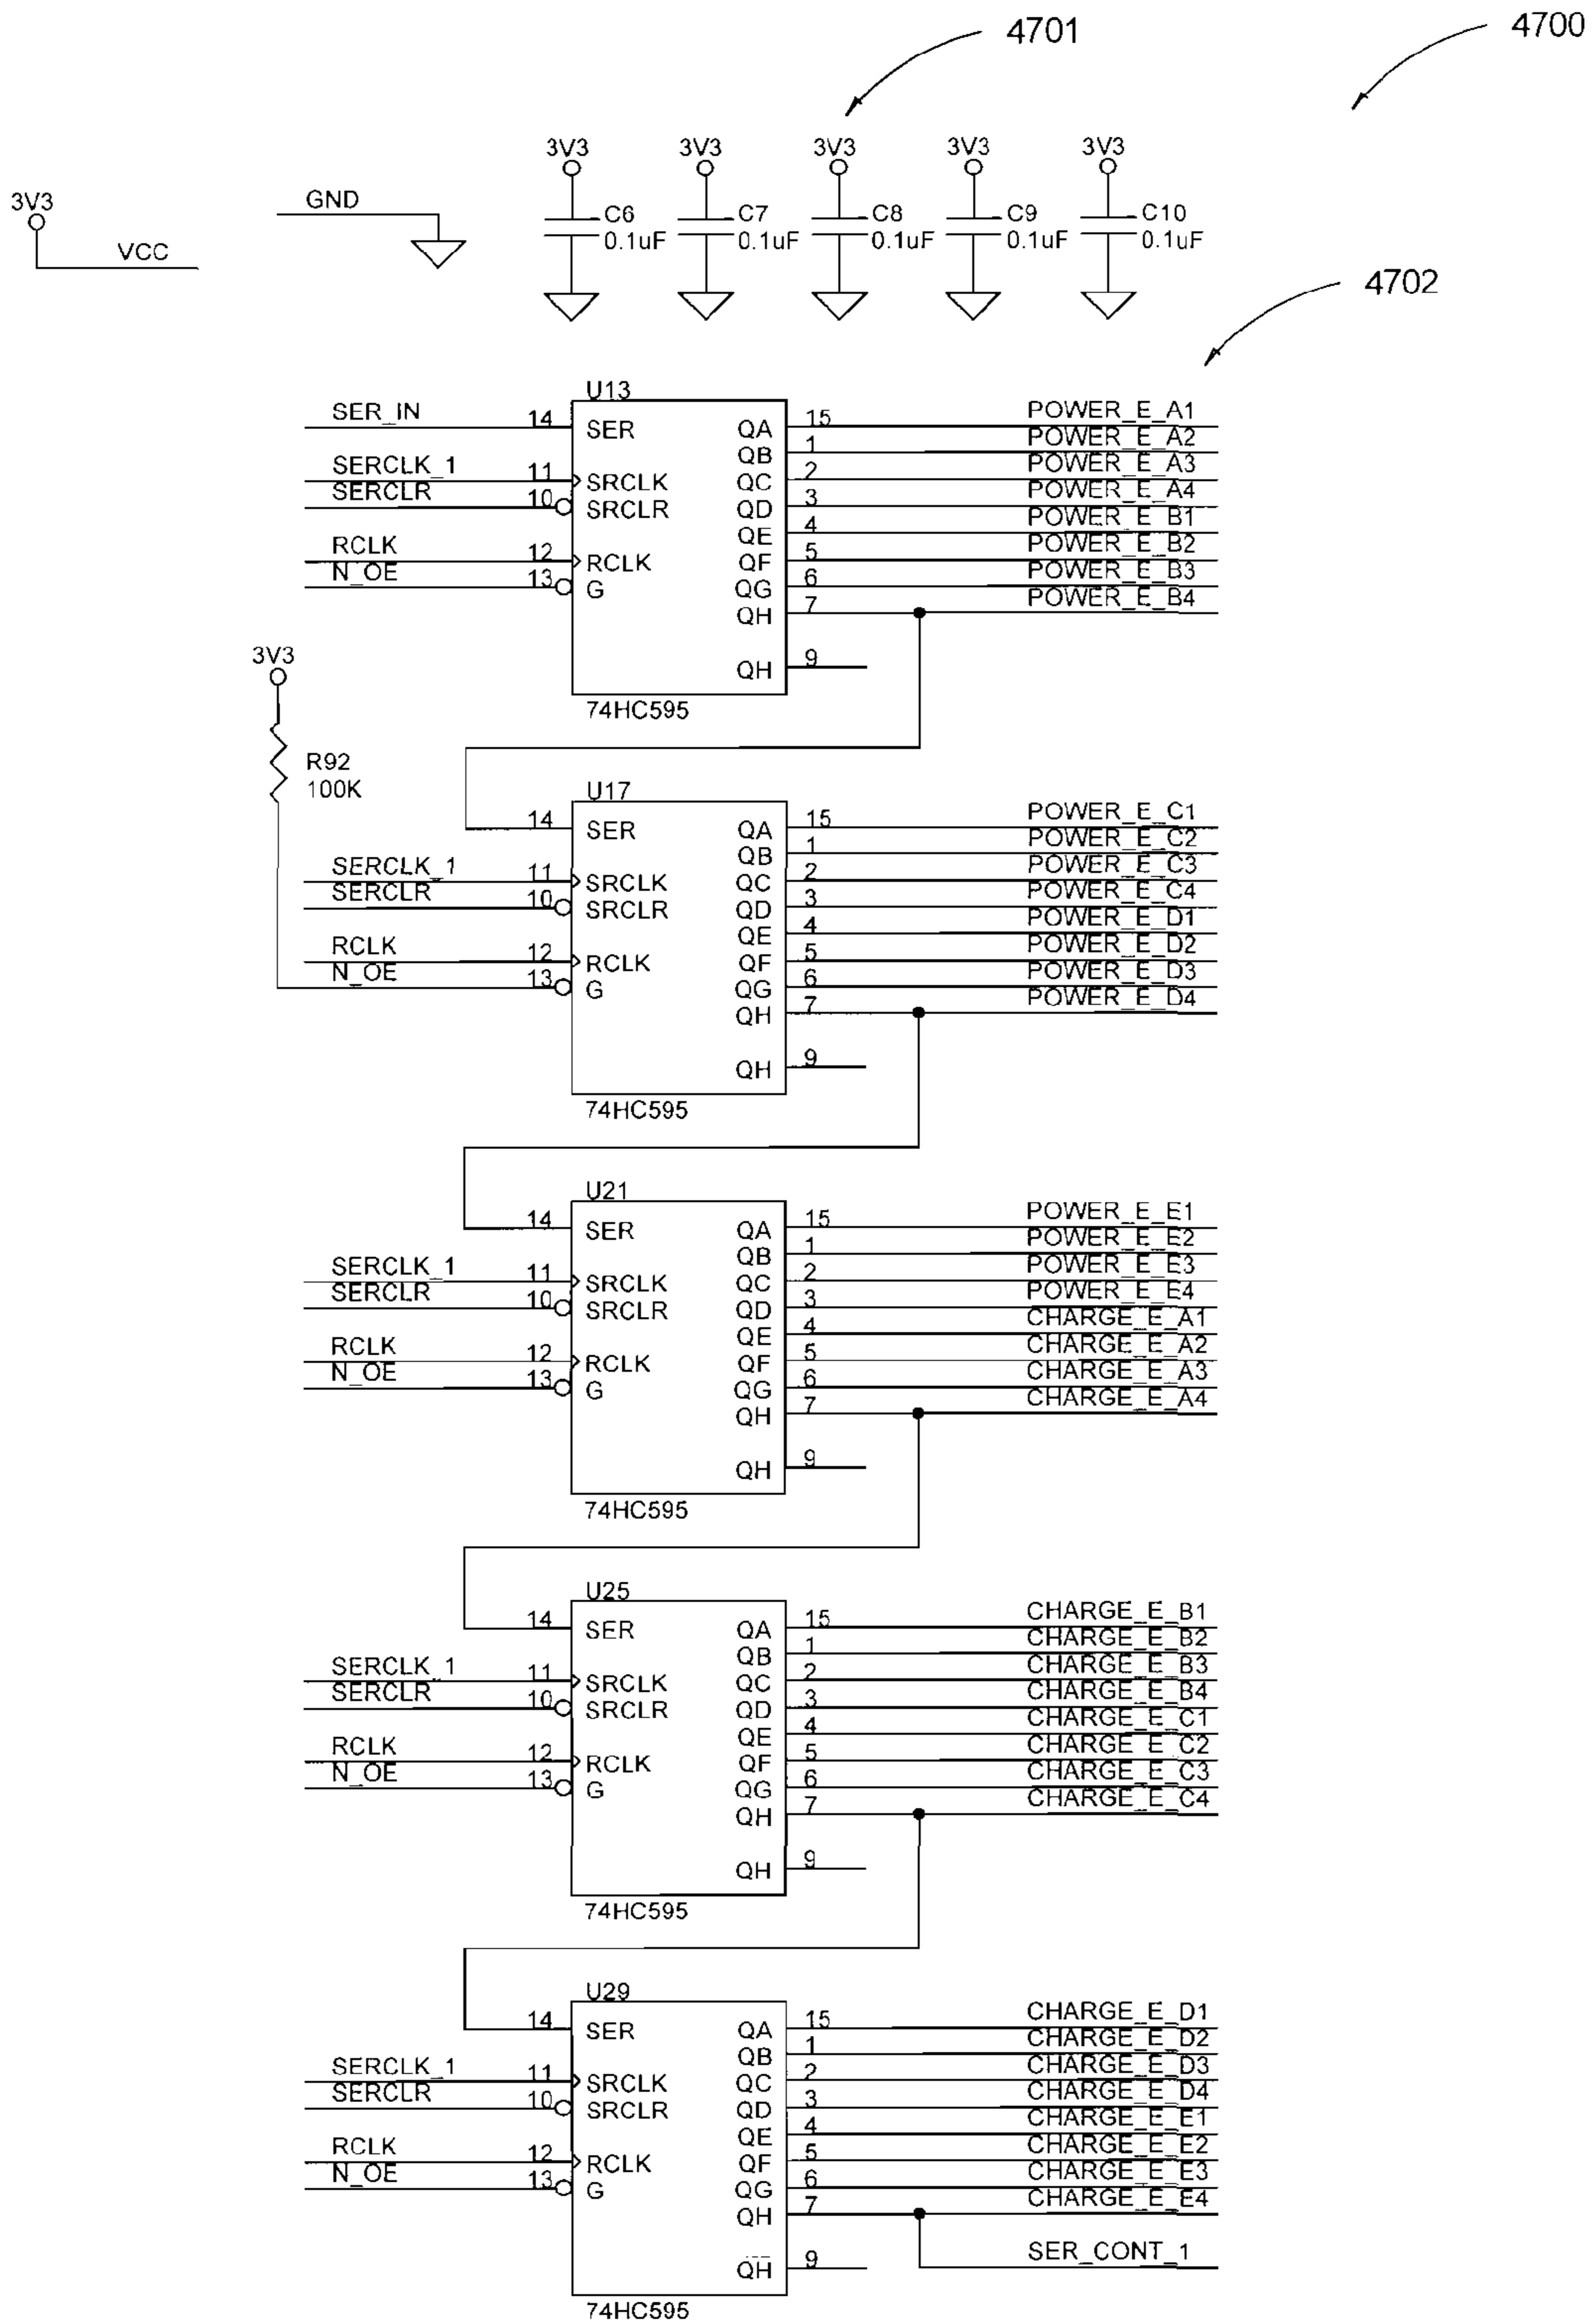 4701
4700
3V3
3V3
3V3
3V3
3V3
3V3
GND
VCC
C6
0.1uF
C7
0.1uF
C8
0.1uF
C9
0.1uF
C10
0.1uF
4702
U13
SER_IN 14 SER QA 15 POWER_E_A1
QB 1 POWER_E_A2
SERCLK_1 11 SRCLK QC 2 POWER_E_A3
SERCLR 10 SRCLR QD 3 POWER_E_A4
QE 4 POWER_E_B1
RCLK 12 RCLK QF 5 POWER_E_B2
N_OE 13 G QG 6 POWER_E_B3
QH 7 POWER_E_B4
QH 9
74HC595
3V3
R92
100K
U17
14 SER QA 15 POWER_E_C1
QB 1 POWER_E_C2
SERCLK_1 11 SRCLK QC 2 POWER_E_C3
SERCLR 10 SRCLR QD 3 POWER_E_C4
QE 4 POWER_E_D1
RCLK 12 RCLK QF 5 POWER_E_D2
N_OE 13 G QG 6 POWER_E_D3
QH 7 POWER_E_D4
QH 9
74HC595
U21
14 SER QA 15 POWER_E_E1
QB 1 POWER_E_E2
SERCLK_1 11 SRCLK QC 2 POWER_E_E3
SERCLR 10 SRCLR QD 3 POWER_E_E4
QE 4 CHARGE_E_A1
RCLK 12 RCLK QF 5 CHARGE_E_A2
N_OE 13 G QG 6 CHARGE_E_A3
QH 7 CHARGE_E_A4
QH 9
74HC595
U25
14 SER QA 15 CHARGE_E_B1
QB 1 CHARGE_E_B2
SERCLK_1 11 SRCLK QC 2 CHARGE_E_B3
SERCLR 10 SRCLR QD 3 CHARGE_E_B4
QE 4 CHARGE_E_C1
RCLK 12 RCLK QF 5 CHARGE_E_C2
N_OE 13 G QG 6 CHARGE_E_C3
QH 7 CHARGE_E_C4
QH 9
74HC595
U29
14 SER QA 15 CHARGE_E_D1
QB 1 CHARGE_E_D2
SERCLK_1 11 SRCLK QC 2 CHARGE_E_D3
SERCLR 10 SRCLR QD 3 CHARGE_E_D4
QE 4 CHARGE_E_E1
RCLK 12 RCLK QF 5 CHARGE_E_E2
N_OE 13 G QG 6 CHARGE_E_E3
QH 7 CHARGE_E_E4
QH 9 SER_CONT_1
74HC595